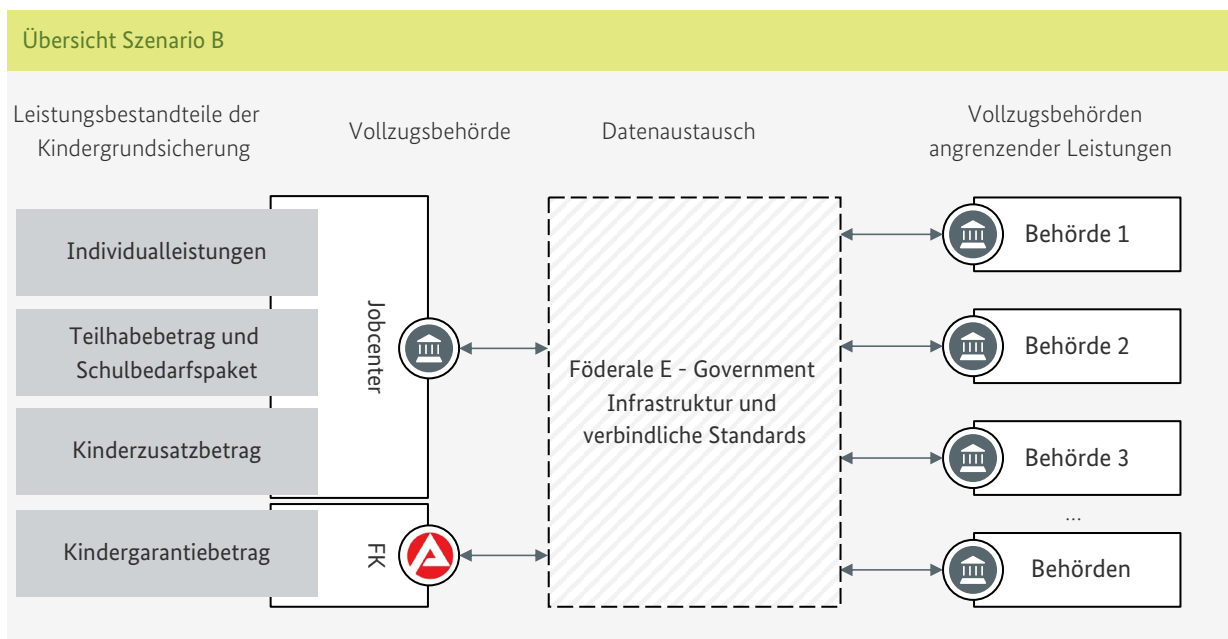 Übersicht Szenario B
Leistungsbestandteile der
Kindergrundsicherung
Vollzugsbehörde
Datenaustausch
Vollzugsbehörden
angrenzender Leistungen
Individualleistungen
Teilhabebetrag und
Schulbedarfspaket
Kinderzusatzbetrag
Kindergarantiebetrag
Jobcenter
FK
Föderale E - Government
Infrastruktur und
verbindliche Standards
Behörde 1
Behörde 2
Behörde 3
...
Behörden